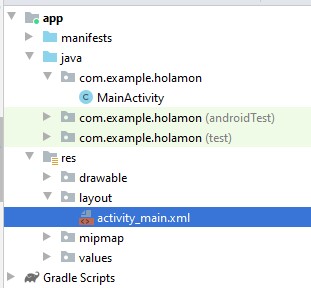 app
manifests
java
com.example.holamon
MainActivity
com.example.holamon (androidTest)
com.example.holamon (test)
res
drawable
layout
activity_main.xml
mipmap
values
Gradle Scripts